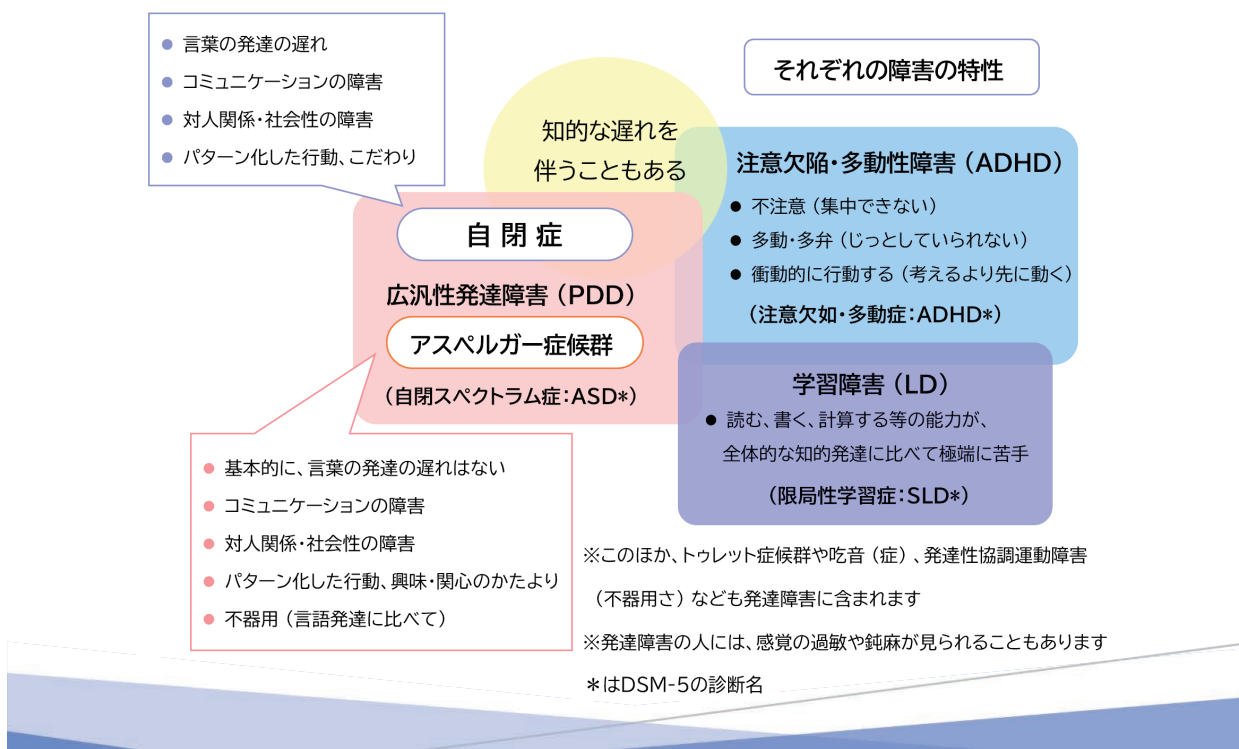 言葉の発達の遅れ
コミュニケーションの障害
対人関係・社会性の障害
パターン化した行動、こだわり
それぞれの障害の特性
知的な遅れを
伴うこともある
自閉症
広汎性発達障害（PDD）
アスペルガー症候群
（自閉スペクトラム症：ASD＊）
注意欠陥・多動性障害（ADHD）
不注意（集中できない）
多動・多弁（じっとしていられない）
衝動的に行動する（考えるより先に動く）
（注意欠如・多動症：ADHD＊）
学習障害（LD）
読む、書く、計算する等の能力が、
全体的な知的発達に比べて極端に苦手
（限局性学習症：SLD＊）
基本的に、言葉の発達の遅れはない
コミュニケーションの障害
対人関係・社会性の障害
パターン化した行動、興味・関心のかたより
不器用（言語発達に比べて）
※このほか、トゥレット症候群や吃音（症）、発達性協調運動障害
（不器用さ）なども発達障害に含まれます
※発達障害の人には、感覚の過敏や鈍麻が見られることもあります
＊はDSM-5の診断名